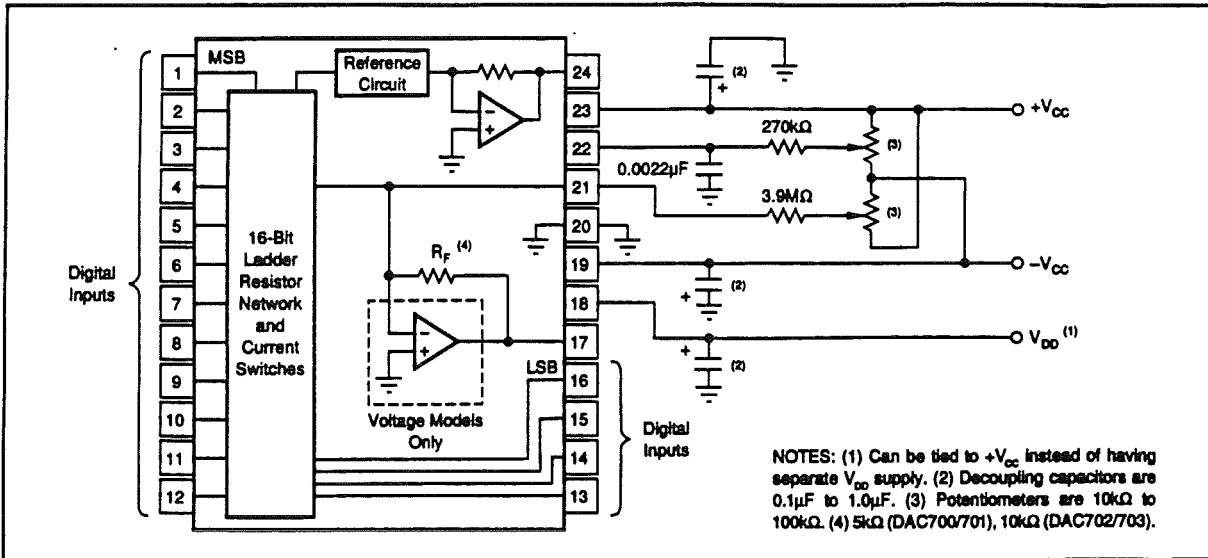 MSB
Reference
Circuit
1
2
3
4
5
6
7
8
9
10
11
12
Digital
Inputs
16-Bit
Ladder
Resistor
Network
and
Current
Switches
R_F (4)
Voltage Models
Only
LSB
24
23
22
21
20
19
18
17
16
15
14
13
Digital
Inputs
(2)
+
+V_CC
270kΩ
(3)
0.0022µF
3.9MΩ
(3)
−V_CC
+
(2)
V_DD (1)
+
(2)
−
+
−
+
NOTES: (1) Can be tied to +V_CC instead of having
separate V_DD supply. (2) Decoupling capacitors are
0.1µF to 1.0µF. (3) Potentiometers are 10kΩ to
100kΩ. (4) 5kΩ (DAC700/701), 10kΩ (DAC702/703).